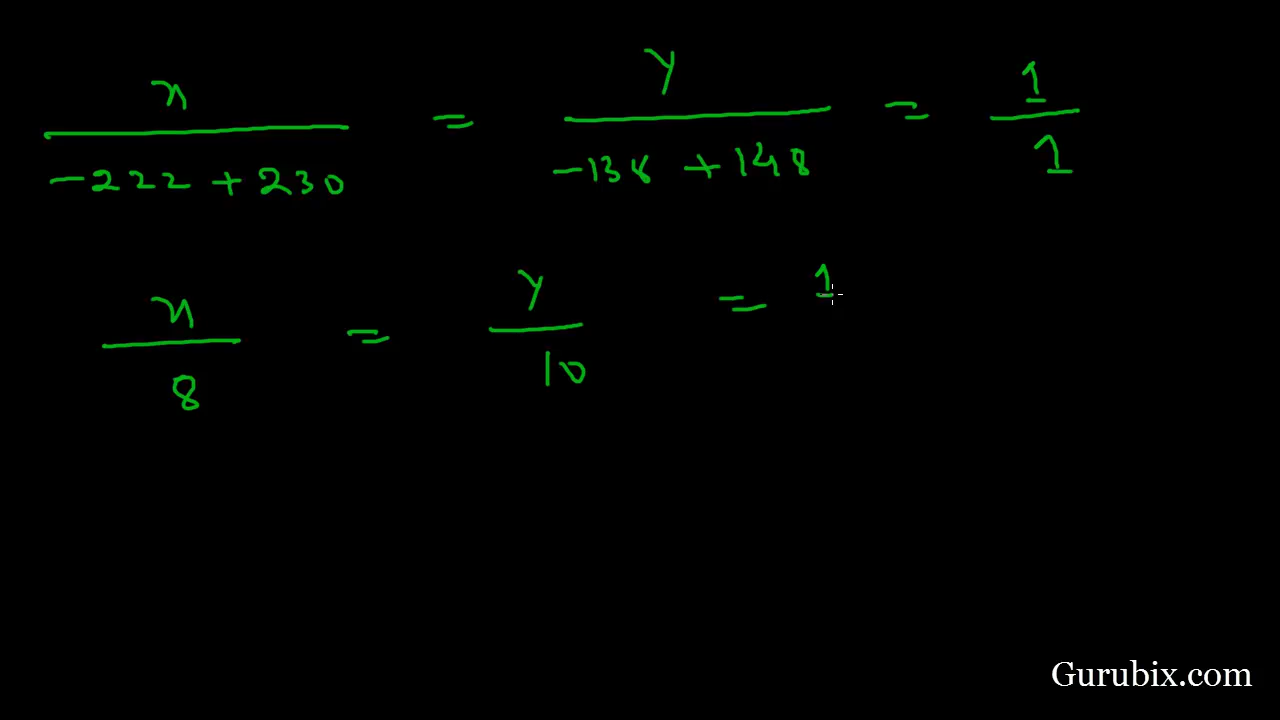 x / (-222 + 230) = y / (-138 + 148) = 1 / 1
x / 8 = y / 10 = 1
Gurubix.com